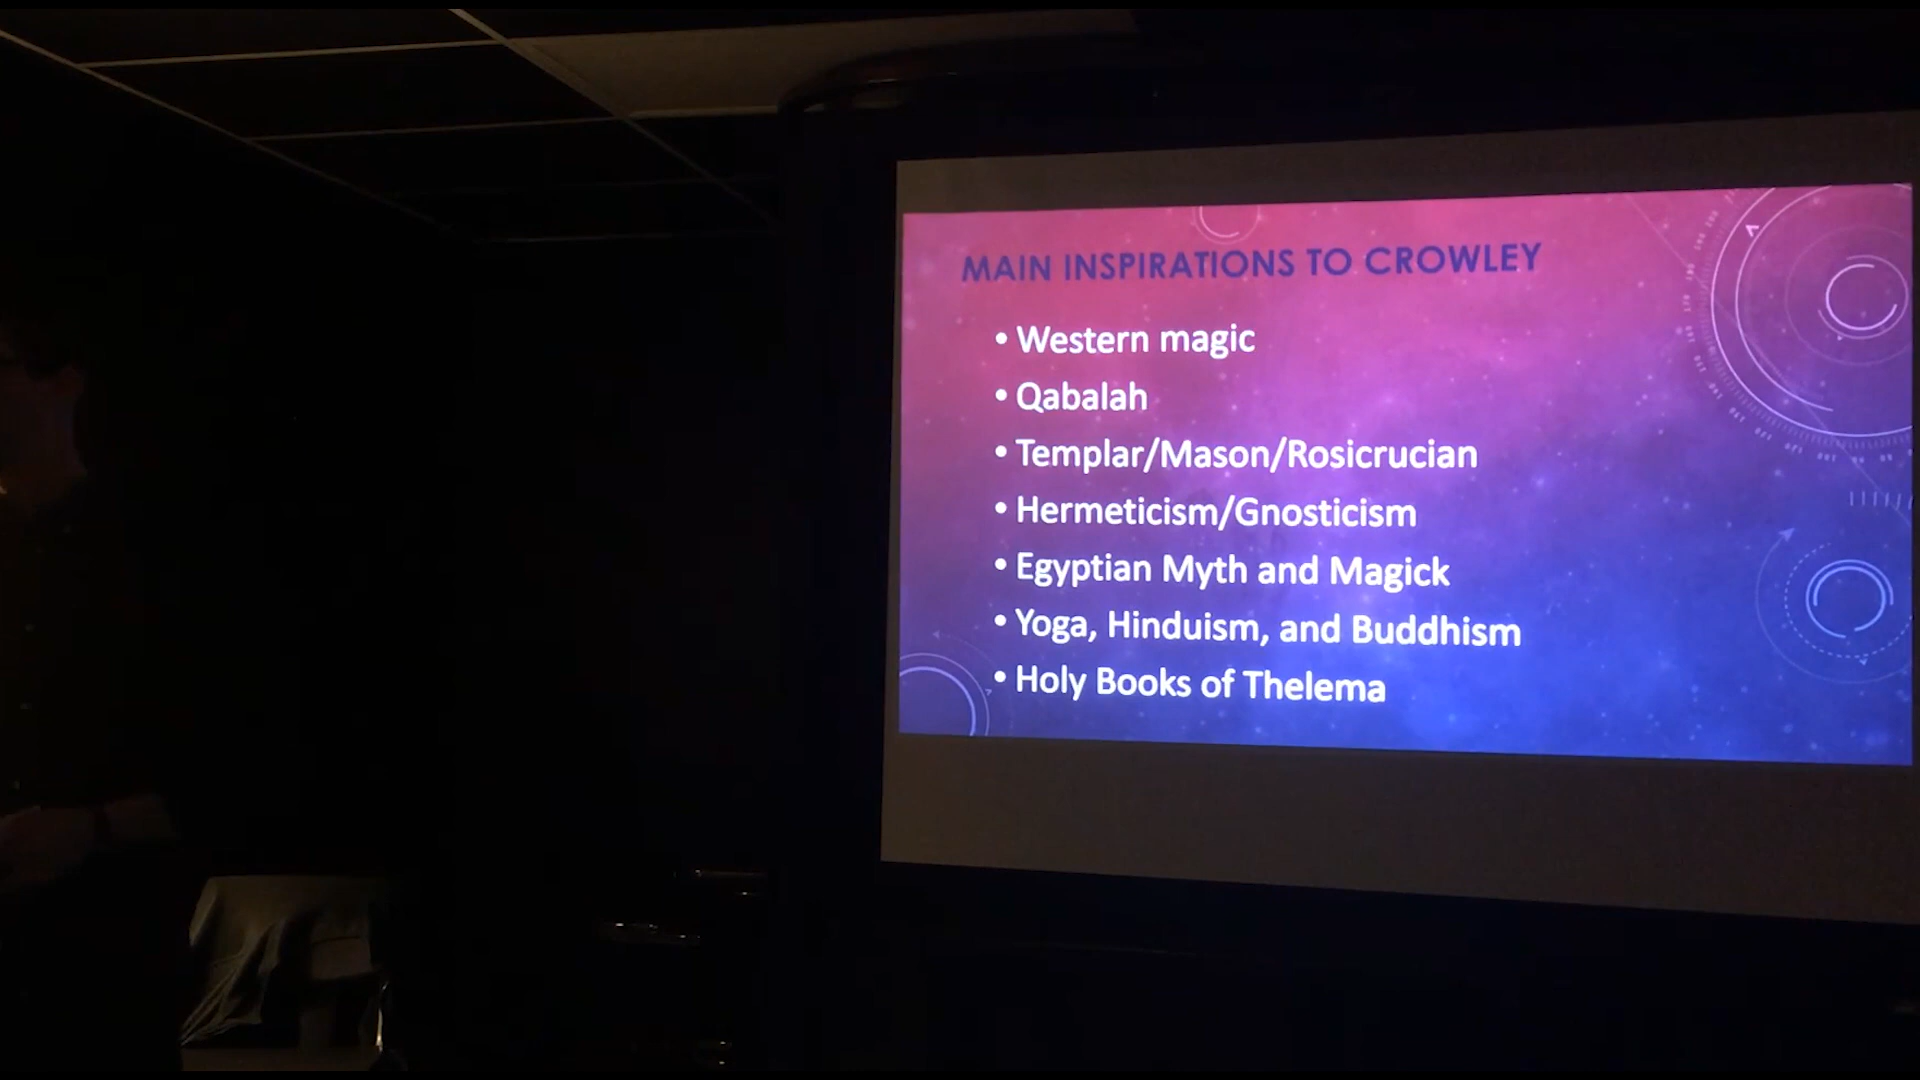 MAIN INSPIRATIONS TO CROWLEY
• Western magic
• Qabalah
• Templar/Mason/Rosicrucian
• Hermeticism/Gnosticism
• Egyptian Myth and Magick
• Yoga, Hinduism, and Buddhism
• Holy Books of Thelema